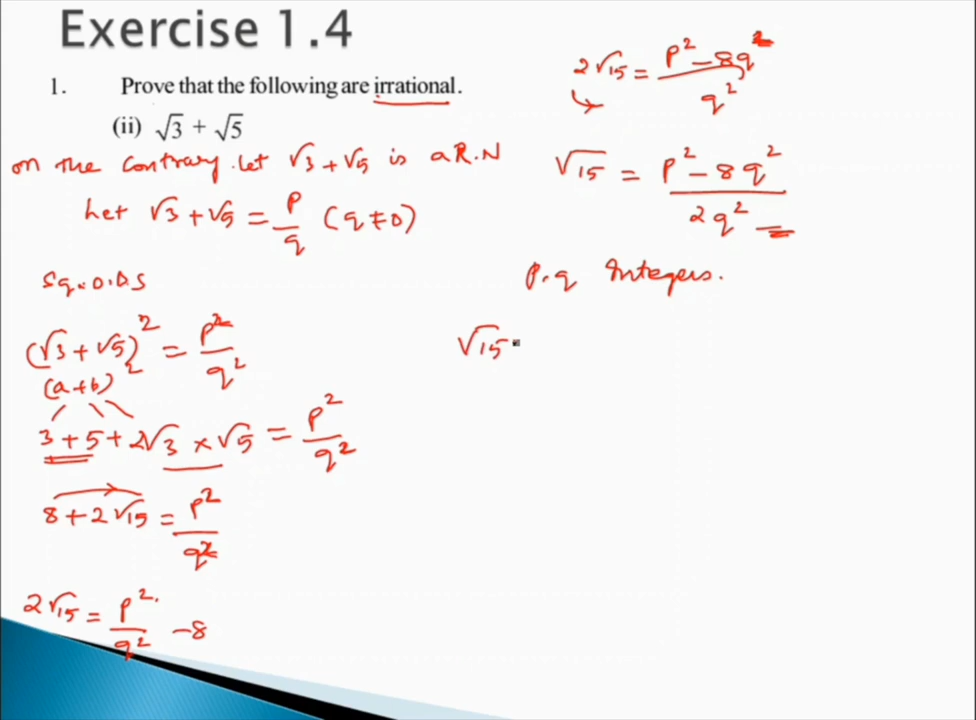 Exercise 1.4
1. Prove that the following are irrational.
(ii) √3 + √5
on the contrary. let √3 + √5 is a R.N
Let √3 + √5 = p/q (q ≠ 0)
Sq. O.B.S
(√3 + √5)² = p²/q²
(a+b)²
3 + 5 + 2√3 × √5 = p²/q²
8 + 2√15 = p²/q²
2√15 = p²/q² - 8
2√15 = p² - 8q² / q²
√15 = p² - 8q² / 2q²
P.q Integers.
√15